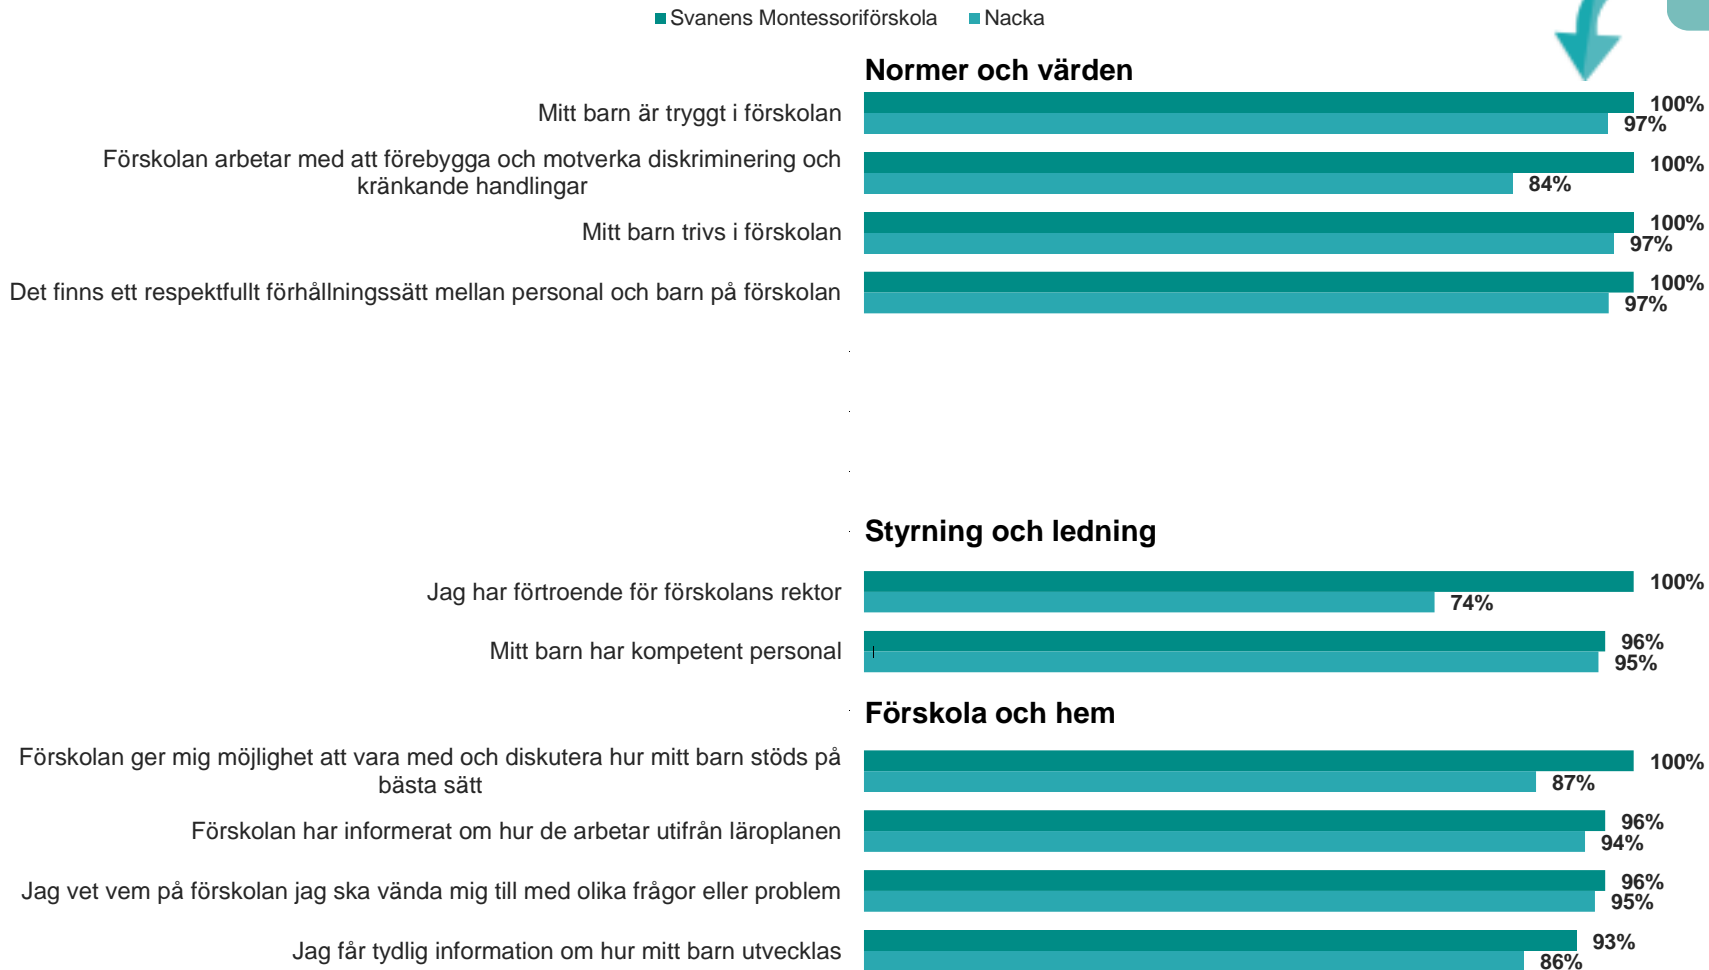 Svanens Montessoriförskola Nacka
Normer och värden
Mitt barn är tryggt i förskolan 100%
97%
Förskolan arbetar med att förebygga och motverka diskriminering och
kränkande handlingar
100%
84%
Mitt barn trivs i förskolan 100%
97%
Det finns ett respektfullt förhållningssätt mellan personal och barn på förskolan 100%
97%
Styrning och ledning
Jag har förtroende för förskolans rektor 100%
74%
Mitt barn har kompetent personal 96%
95%
Förskola och hem
Förskolan ger mig möjlighet att vara med och diskutera hur mitt barn stöds på
bästa sätt
100%
87%
Förskolan har informerat om hur de arbetar utifrån läroplanen 96%
94%
Jag vet vem på förskolan jag ska vända mig till med olika frågor eller problem 96%
95%
Jag får tydlig information om hur mitt barn utvecklas 93%
86%